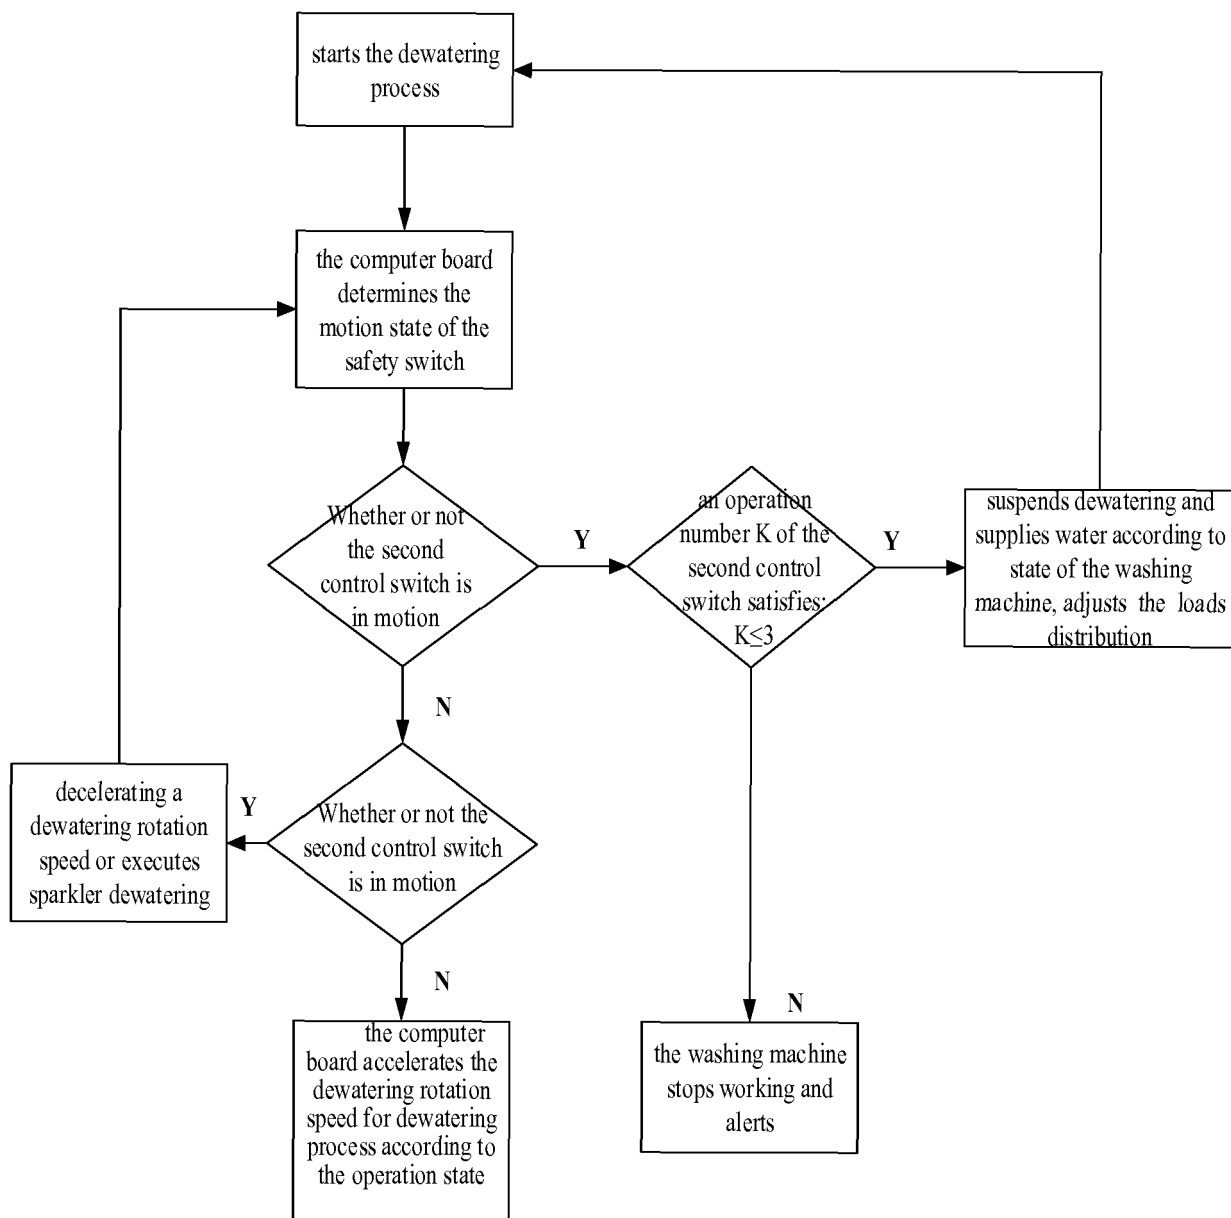 starts the dewatering
process
the computer board
determines the
motion state of the
safety switch
Whether or not
the second
control switch is
in motion
Y
an operation
number K of the
second control
switch satisfies:
K≤3
Y
suspends dewatering and
supplies water according to
state of the washing
machine, adjusts the loads
distribution
N
decelerating a
dewatering rotation
speed or executes
sparkler dewatering
Y
Whether or not the
second control switch
is in motion
N
the computer
board accelerates the
dewatering rotation
speed for dewatering
process according to
the operation state
N
the washing machine
stops working and
alerts